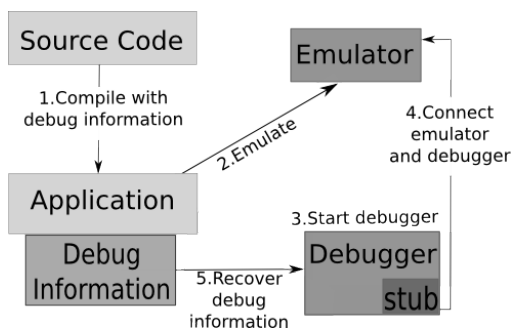 Source Code
Emulator
1.Compile with
debug information
2.Emulate
4.Connect
emulator
and debugger
Application
3.Start debugger
Debug
Information
Debugger
stub
5.Recover
debug
information